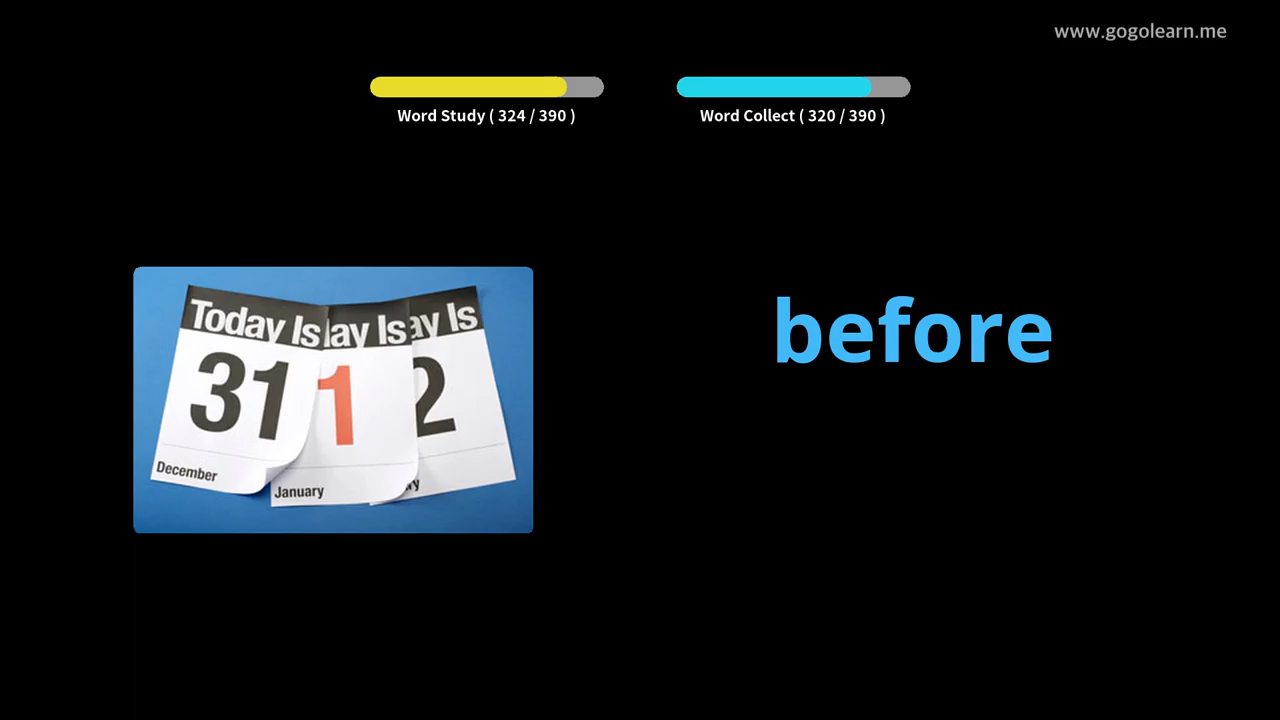 www.gogolearn.me
Word Study ( 324 / 390 )
Word Collect ( 320 / 390 )
before
Today Is
31
December
ay Is
1
January
ay Is
2
ry